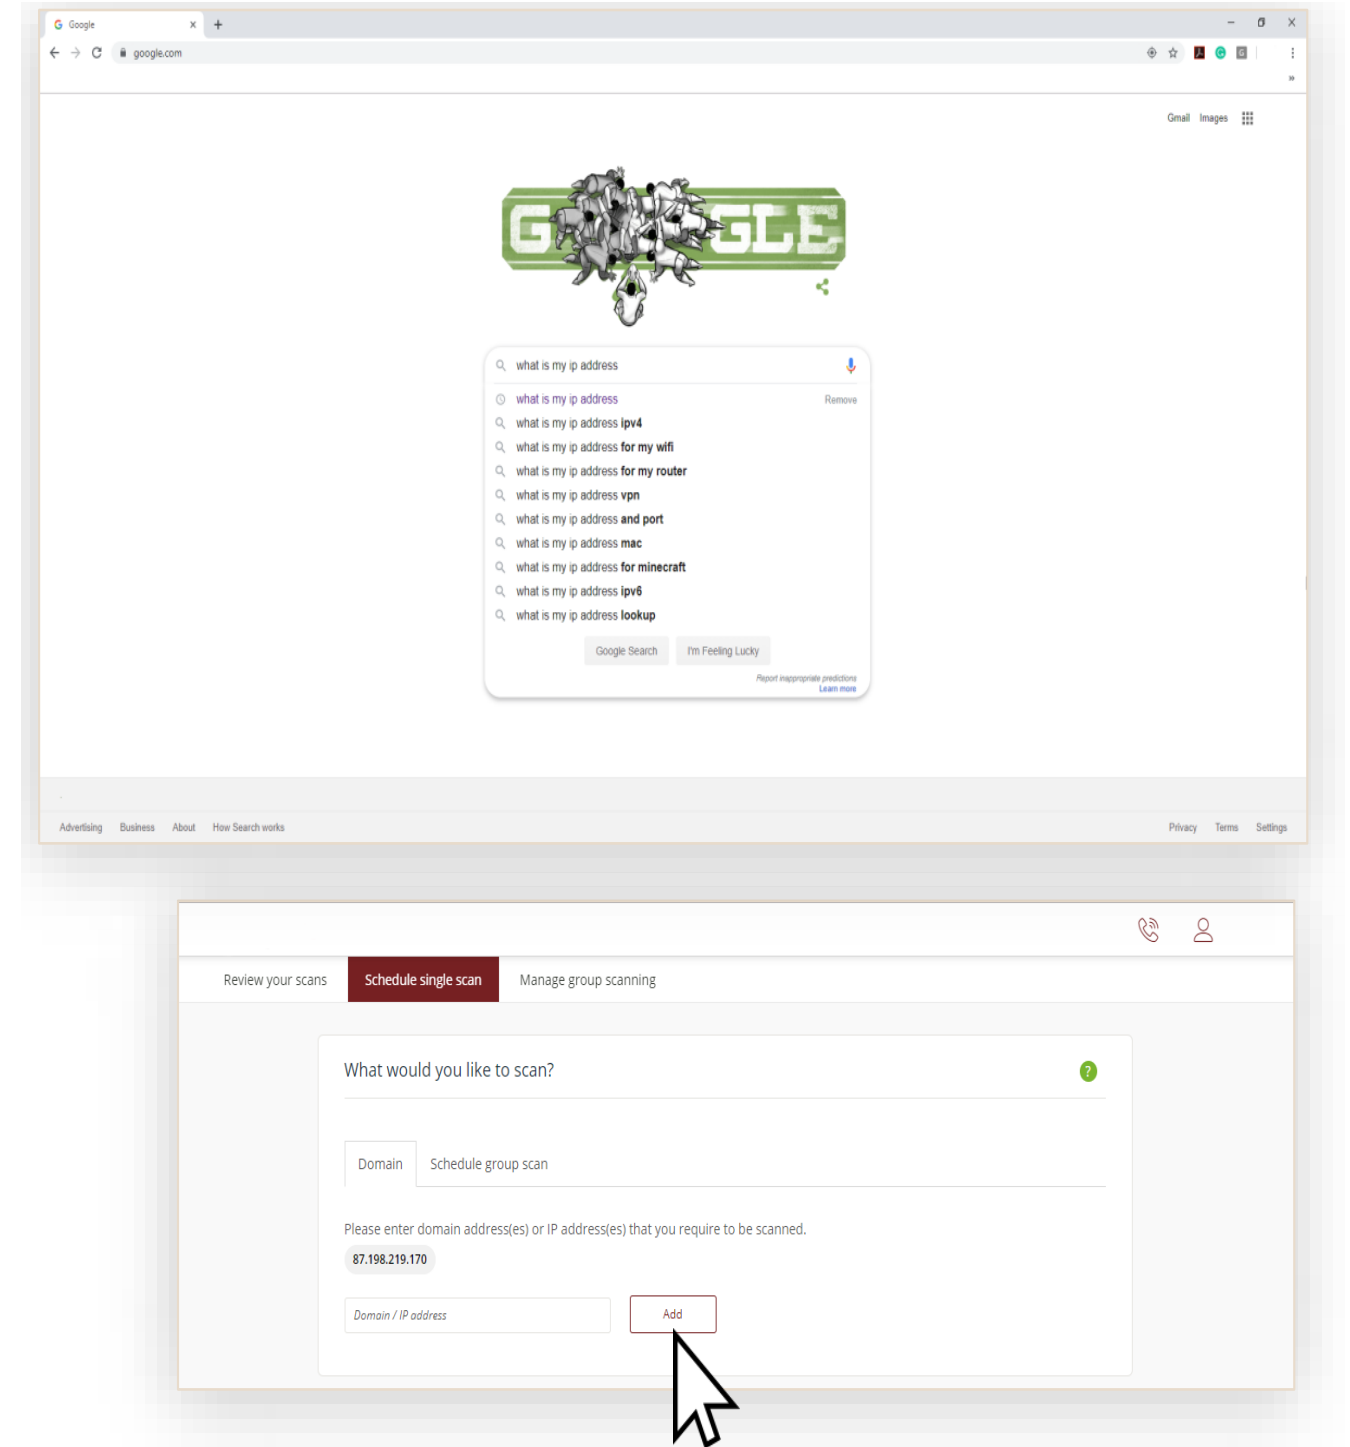 Google
google.com
Gmail Images
GOOGLE
what is my ip address
what is my ip address Remove
what is my ip address ipv4
what is my ip address for my wifi
what is my ip address for my router
what is my ip address vpn
what is my ip address and port
what is my ip address mac
what is my ip address for minecraft
what is my ip address ipv6
what is my ip address lookup
Google Search I'm Feeling Lucky
Report inappropriate predictions
Learn more
Advertising Business About How Search works Privacy Terms Settings
Review your scans Schedule single scan Manage group scanning
What would you like to scan? ?
Domain Schedule group scan
Please enter domain address(es) or IP address(es) that you require to be scanned.
87.198.219.170
Domain / IP address Add